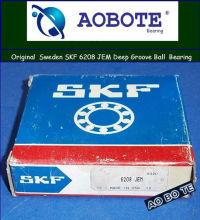 AOBOTE
Bearing
Original Sweden SKF 6208 JEM Deep Groove Ball Bearing
SKF
SKF
6208 JEM
AO BO TE